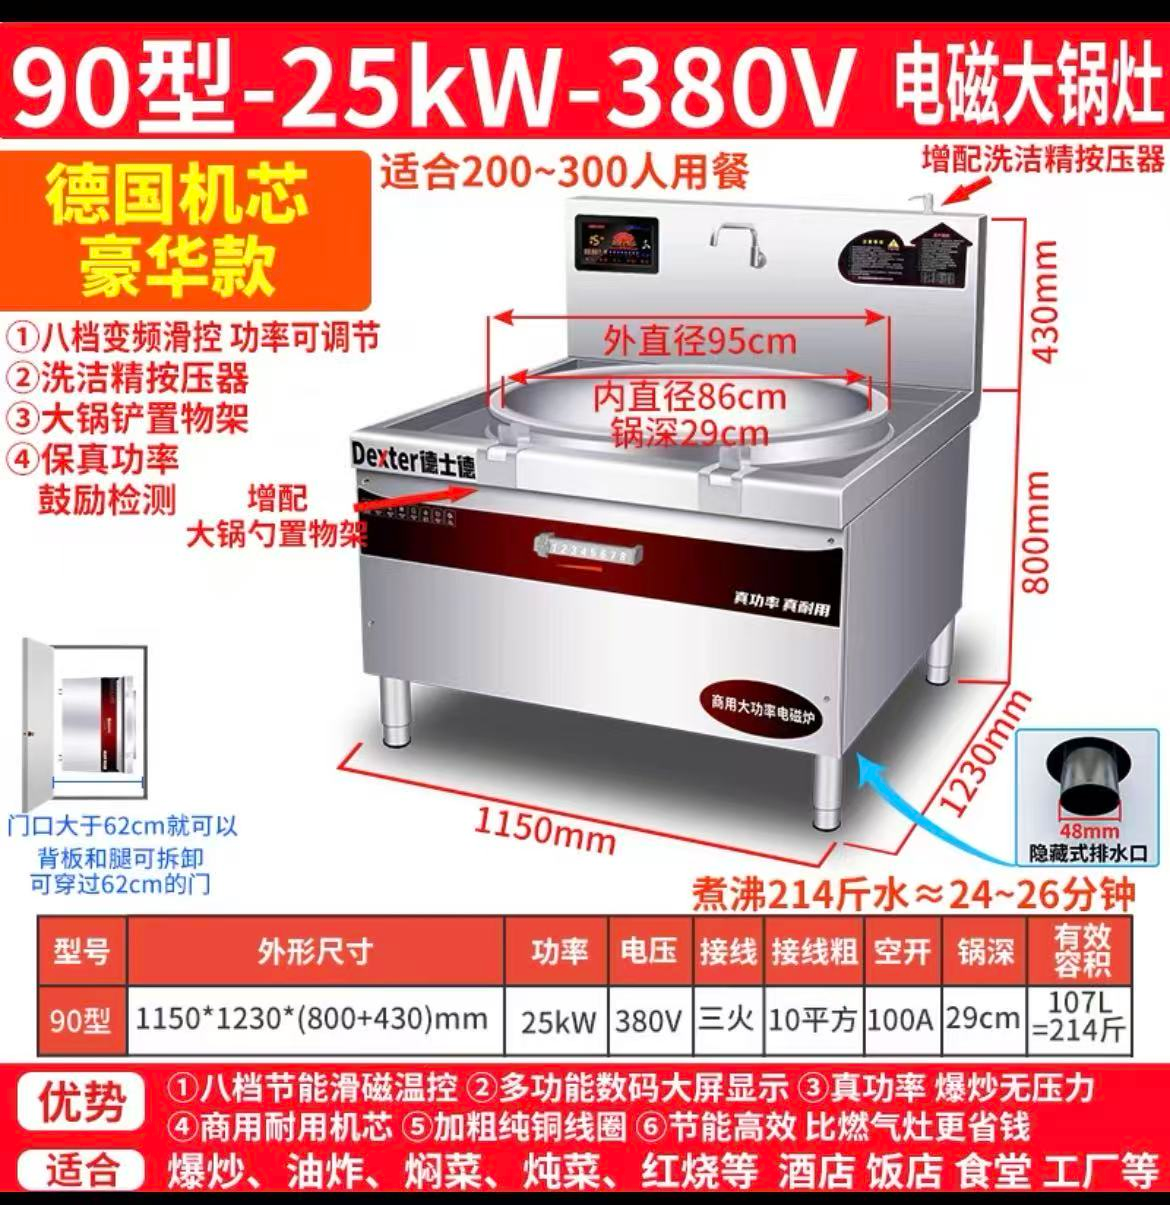 90型-25kW-380V 电磁大锅灶
德国机芯
豪华款
适合200~300人用餐
增配洗洁精按压器
①八档变频滑控 功率可调节
②洗洁精按压器
③大锅铲置物架
④保真功率
鼓励检测
增配
大锅勺置物架
外直径95cm
内直径86cm
锅深29cm
430mm
800mm
Dexter德士德
12345678
真功率 真耐用
商用大功率电磁炉
1150mm
1230mm
48mm
隐藏式排水口
门口大于62cm就可以
背板和腿可拆卸
可穿过62cm的门
煮沸214斤水≈24~26分钟
型号 外形尺寸 功率 电压 接线 接线粗 空开 锅深 有效容积
90型 1150*1230*(800+430)mm 25kW 380V 三火 10平方 100A 29cm 107L=214斤
优势 ①八档节能滑磁温控 ②多功能数码大屏显示 ③真功率 爆炒无压力
④商用耐用机芯 ⑤加粗纯铜线圈 ⑥节能高效 比燃气灶更省钱
适合 爆炒、油炸、焖菜、炖菜、红烧等 酒店 饭店 食堂 工厂等